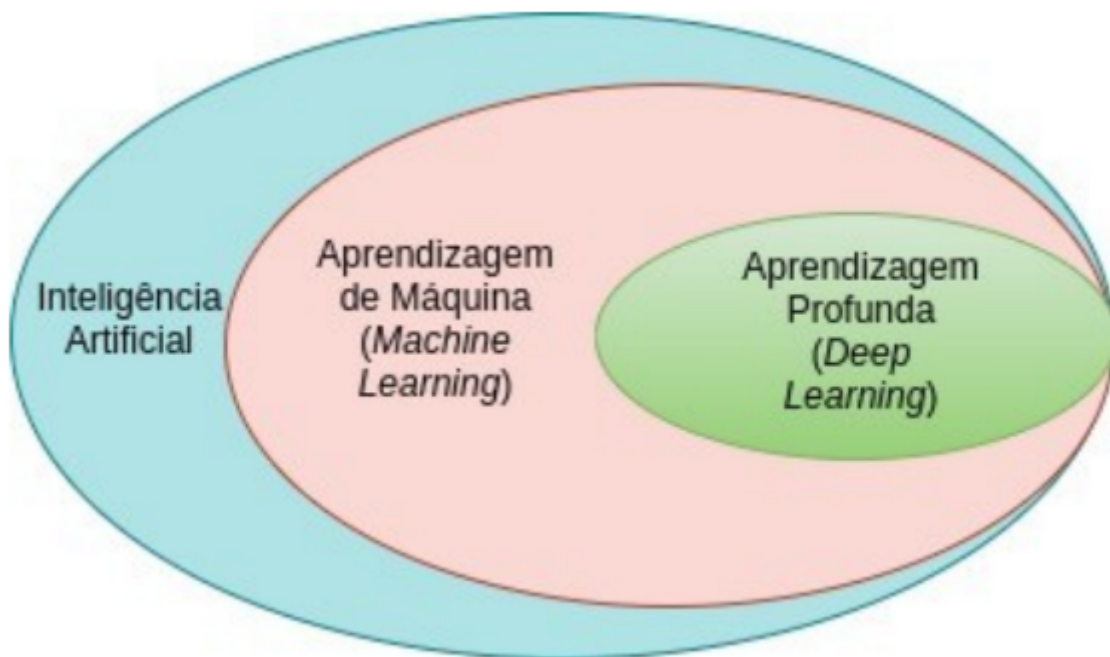 Inteligência
Artificial
Aprendizagem
de Máquina
(Machine
Learning)
Aprendizagem
Profunda
(Deep
Learning)